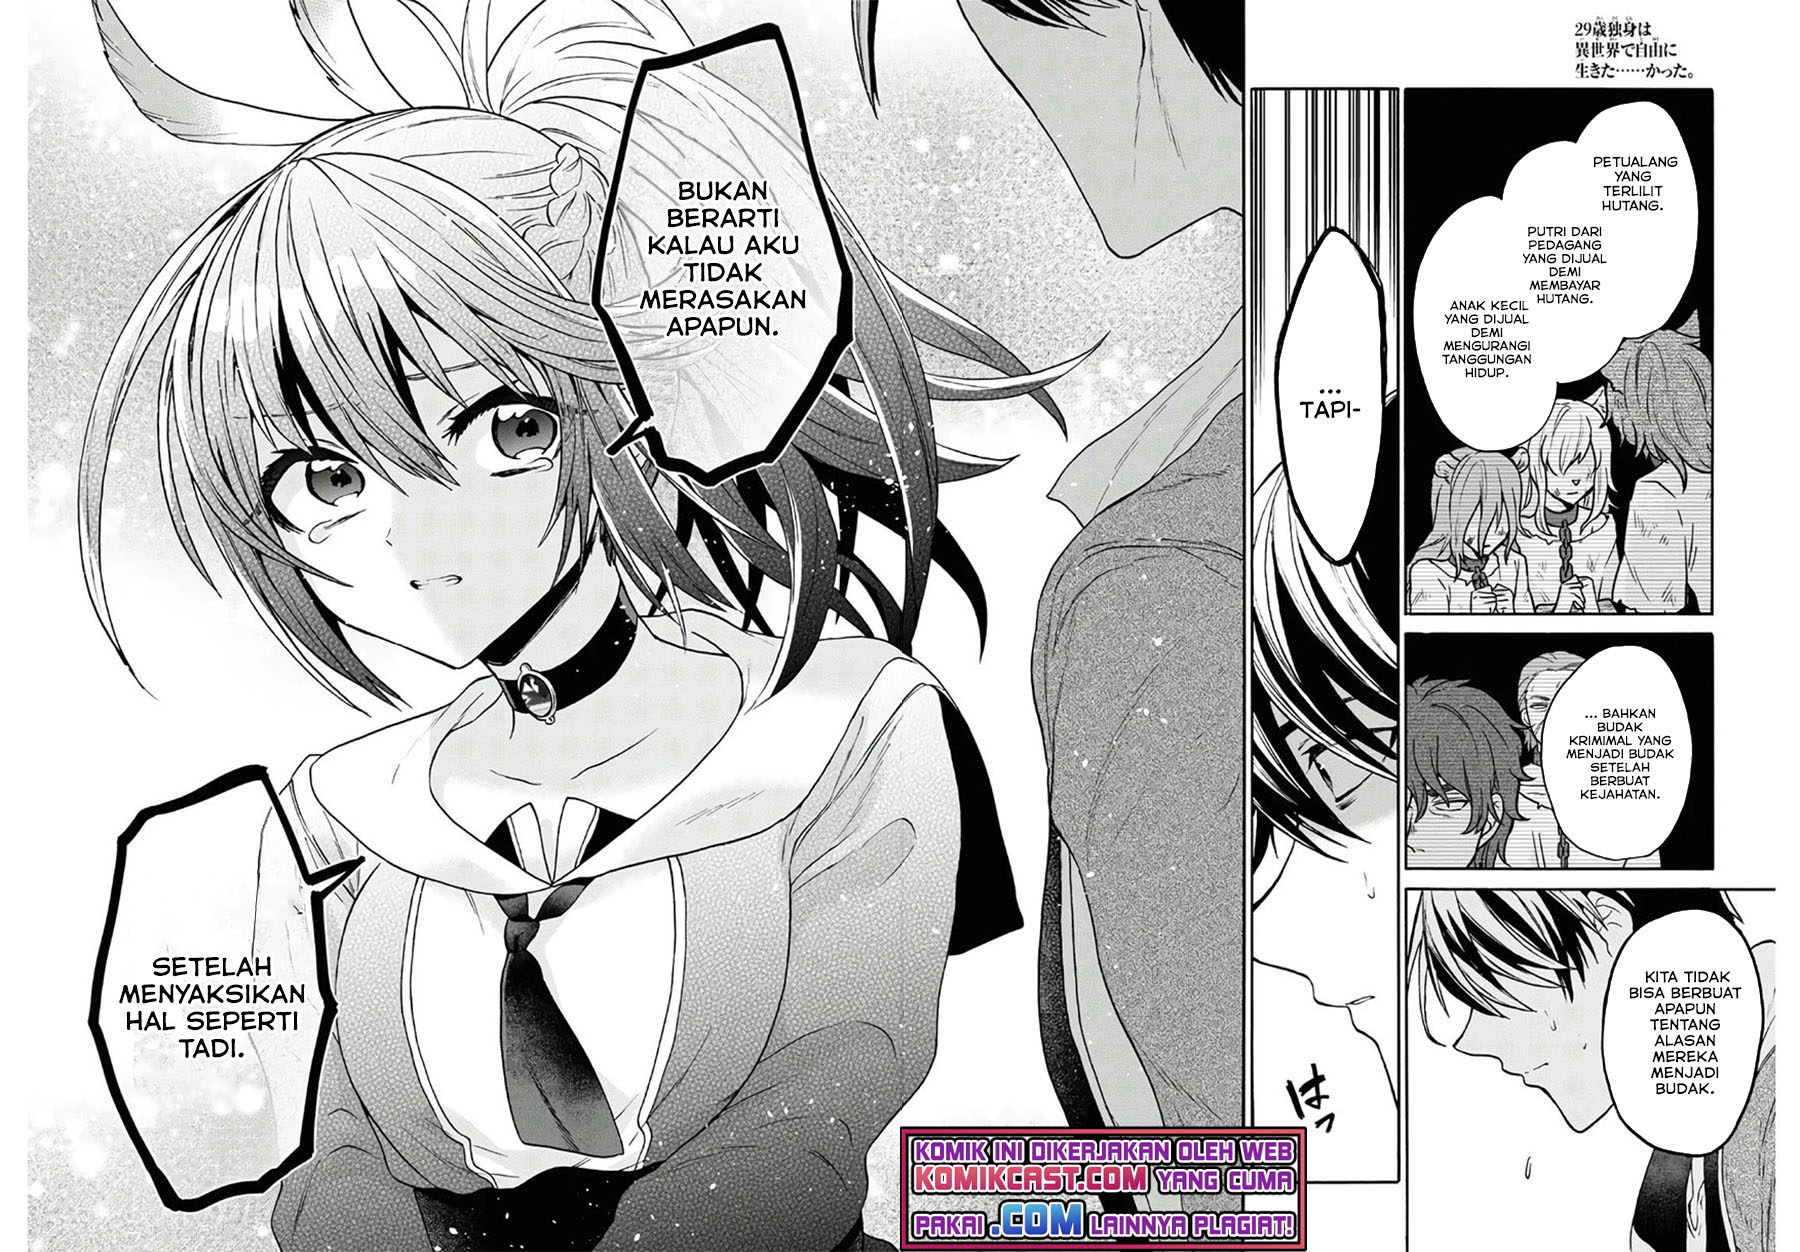 29歳独身は
異世界で自由に
生きた……かった。
PETUALANG
YANG
TERLILIT
HUTANG.
PUTRI DARI
PEDAGANG
YANG DIJUAL
DEMI
MEMBAYAR
HUTANG.
ANAK KECIL
YANG DIJUAL
DEMI
MENGURANGI
TANGGUNGAN
HIDUP.
... BAHKAN
BUDAK
KRIMIMAL YANG
MENJADI BUDAK
SETELAH
BERBUAT
KEJAHATAN.
KITA TIDAK
BISA BERBUAT
APAPUN
TENTANG
ALASAN
MEREKA
MENJADI
BUDAK.
...
TAPI-
はっ
BUKAN
BERARTI
KALAU AKU
TIDAK
MERASAKAN
APAPUN.
SETELAH
MENYAKSIKAN
HAL SEPERTI
TADI.
KOMIK INI DIKERJAKAN OLEH WEB
KOMIKCAST.COM YANG CUMA
PAKAI .COM LAINNYA PLAGIAT!